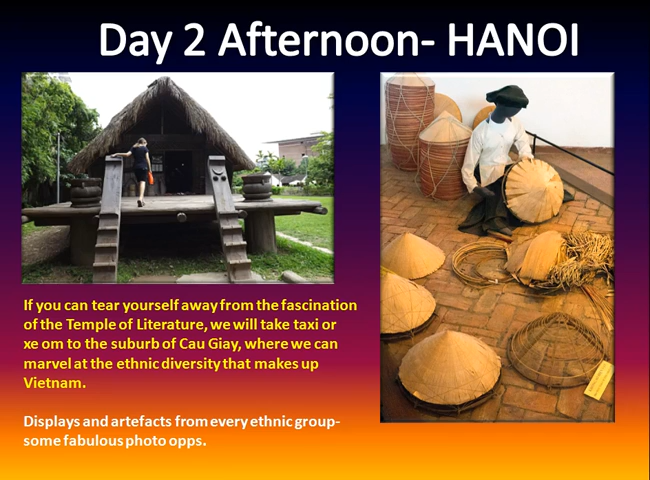 Day 2 Afternoon- HANOI
If you can tear yourself away from the fascination
of the Temple of Literature, we will take taxi or
xe om to the suburb of Cau Giay, where we can
marvel at the ethnic diversity that makes up
Vietnam.
Displays and artefacts from every ethnic group-
some fabulous photo opps.